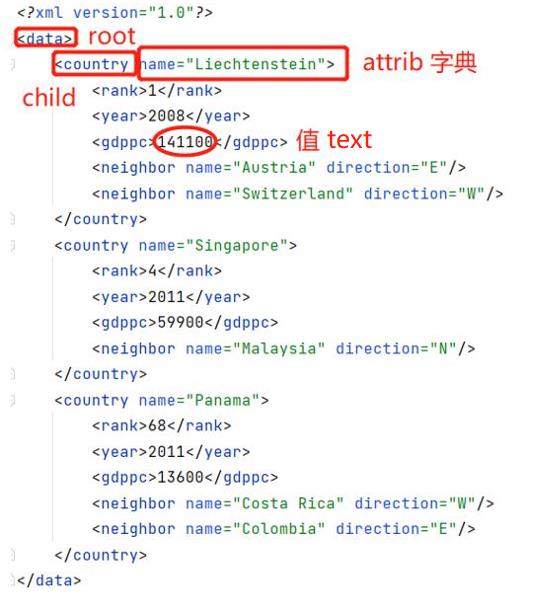 <?xml version="1.0"?>
<data> root
<country name="Liechtenstein"> attrib 字典
child <rank>1</rank>
<year>2008</year>
<gdppc>141100</gdppc> 值 text
<neighbor name="Austria" direction="E"/>
<neighbor name="Switzerland" direction="W"/>
</country>
<country name="Singapore">
<rank>4</rank>
<year>2011</year>
<gdppc>59900</gdppc>
<neighbor name="Malaysia" direction="N"/>
</country>
<country name="Panama">
<rank>68</rank>
<year>2011</year>
<gdppc>13600</gdppc>
<neighbor name="Costa Rica" direction="W"/>
<neighbor name="Colombia" direction="E"/>
</country>
</data>